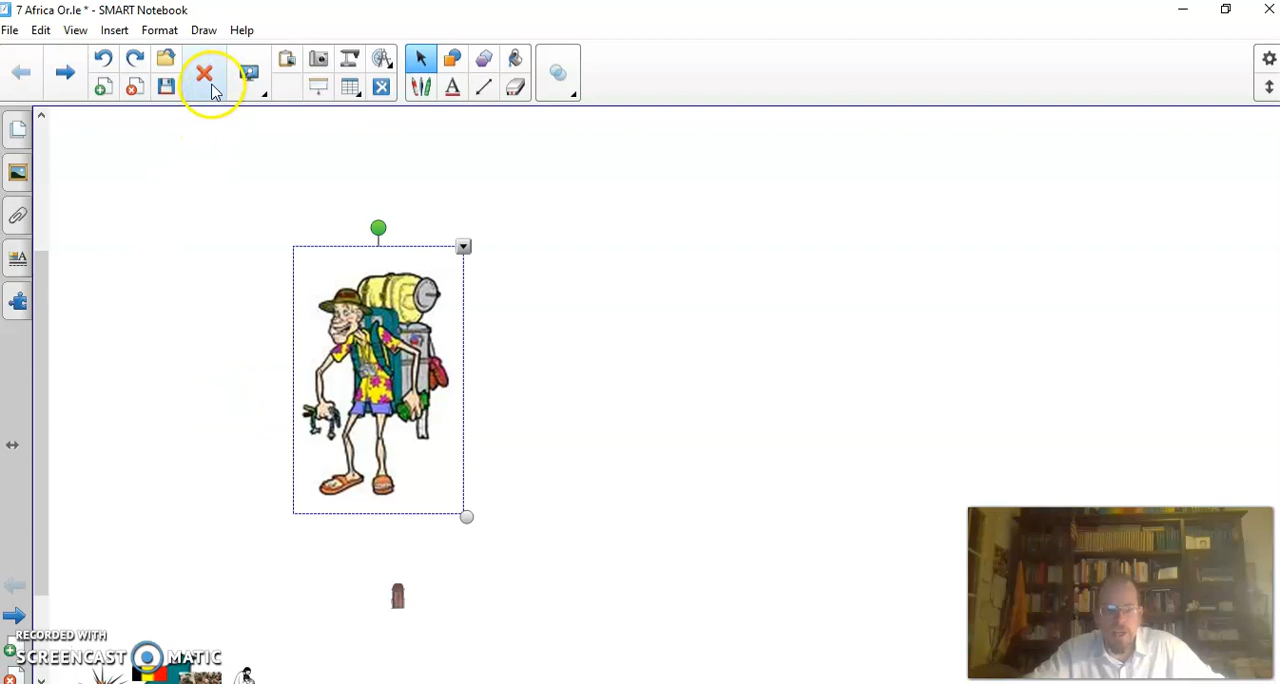 7 Africa Or.le * - SMART Notebook
File Edit View Insert Format Draw Help
RECORDED WITH
SCREENCAST MATIC